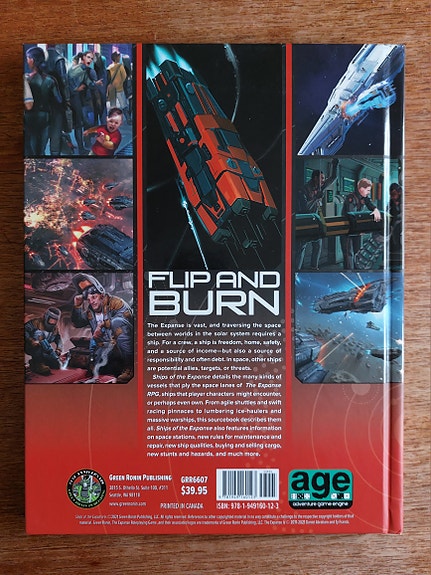 FLIP AND
BURN
The Expanse is vast, and traversing the space
between worlds in the solar system requires a
ship. For a crew, a ship is freedom, home, safety,
and a source of income—but also a source of
responsibility and often debt. In space, other ships
are potential allies, targets, or threats.
Ships of the Expanse details the many kinds of
vessels that ply the space lanes of The Expanse
RPG, ships that player characters might encounter,
or perhaps even own. From agile shuttles and swift
racing pinnaces to lumbering ice-haulers and
massive warships, this sourcebook describes them
all. Ships of the Expanse also features information
on space stations, new rules for maintenance and
repair, new ship qualities, buying and selling cargo,
new stunts and hazards, and much more.
GREEN RONIN PUBLISHING
3815 S. Othello St. Suite 100, #311
Seattle, WA 98118
www.greenronin.com
GRR6607
$39.95
PRINTED IN CANADA
ISBN: 978-1-949160-12-3
age
adventure game engine